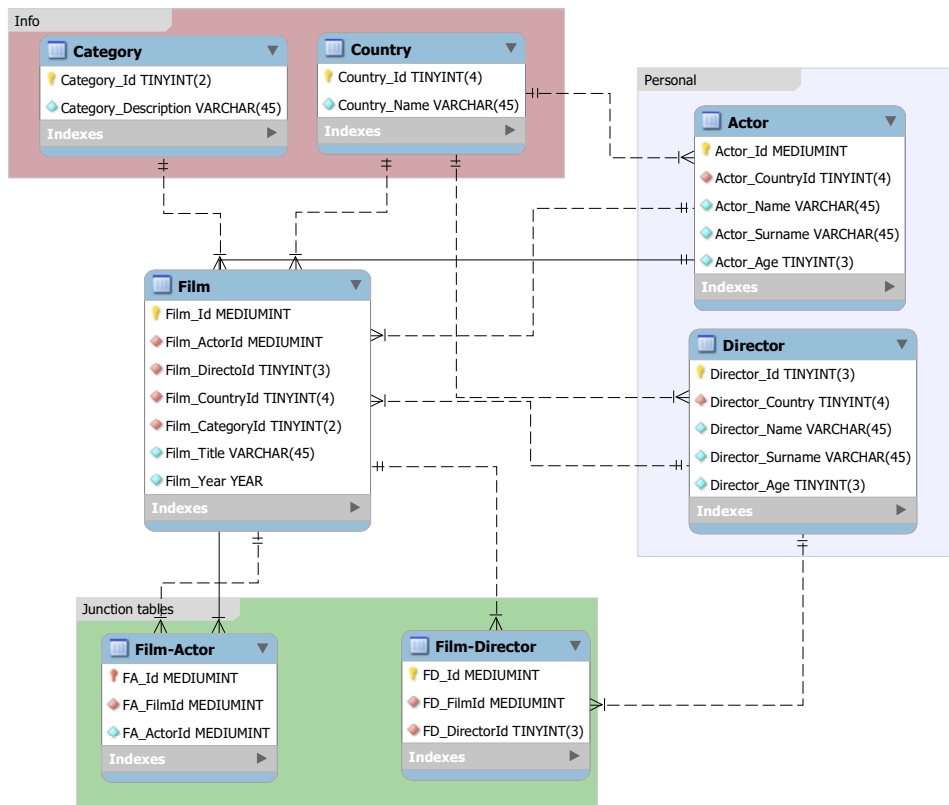 Info
Category
Category_Id TINYINT(2)
Category_Description VARCHAR(45)
Indexes
Country
Country_Id TINYINT(4)
Country_Name VARCHAR(45)
Indexes
Personal
Actor
Actor_Id MEDIUMINT
Actor_CountryId TINYINT(4)
Actor_Name VARCHAR(45)
Actor_Surname VARCHAR(45)
Actor_Age TINYINT(3)
Indexes
Film
Film_Id MEDIUMINT
Film_ActorId MEDIUMINT
Film_DirectoId TINYINT(3)
Film_CountryId TINYINT(4)
Film_CategoryId TINYINT(2)
Film_Title VARCHAR(45)
Film_Year YEAR
Indexes
Director
Director_Id TINYINT(3)
Director_Country TINYINT(4)
Director_Name VARCHAR(45)
Director_Surname VARCHAR(45)
Director_Age TINYINT(3)
Indexes
Junction tables
Film-Actor
FA_Id MEDIUMINT
FA_FilmId MEDIUMINT
FA_ActorId MEDIUMINT
Indexes
Film-Director
FD_Id MEDIUMINT
FD_FilmId MEDIUMINT
FD_DirectorId TINYINT(3)
Indexes